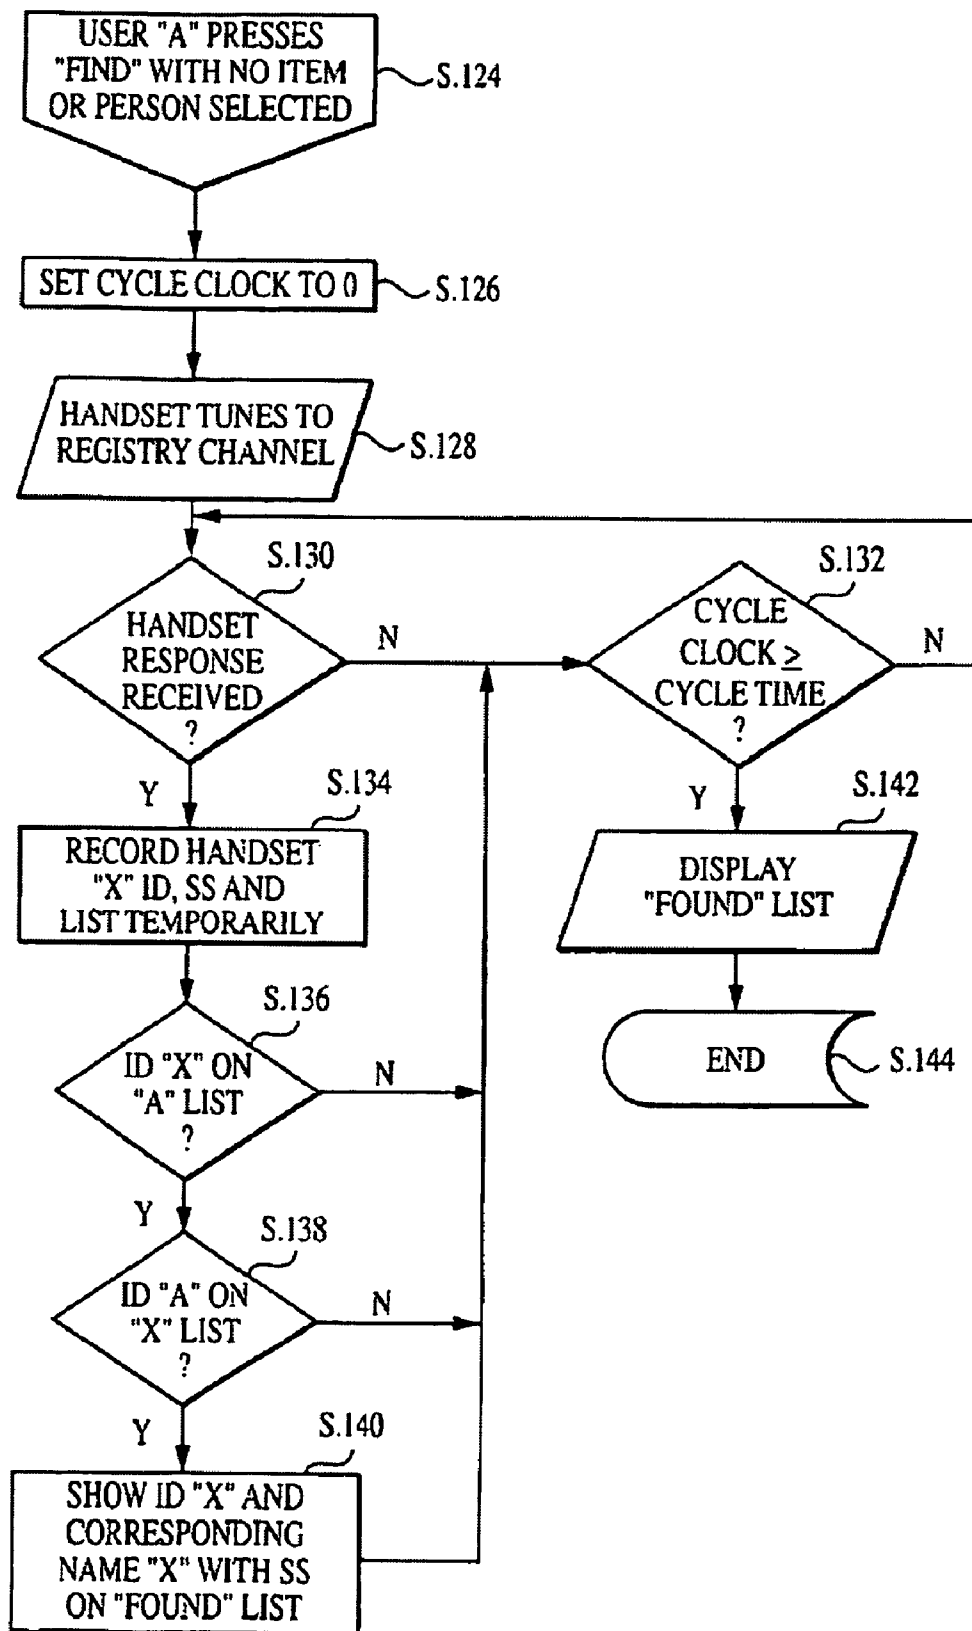 USER "A" PRESSES
"FIND" WITH NO ITEM
OR PERSON SELECTED
S.124
SET CYCLE CLOCK TO 0
S.126
HANDSET TUNES TO
REGISTRY CHANNEL
S.128
S.130
HANDSET
RESPONSE
RECEIVED
?
N
Y
S.132
CYCLE
CLOCK ≥
CYCLE TIME
?
N
Y
S.134
RECORD HANDSET
"X" ID, SS AND
LIST TEMPORARILY
S.142
DISPLAY
"FOUND" LIST
S.136
ID "X" ON
"A" LIST
?
N
Y
END
S.144
S.138
ID "A" ON
"X" LIST
?
N
Y
S.140
SHOW ID "X" AND
CORRESPONDING
NAME "X" WITH SS
ON "FOUND" LIST